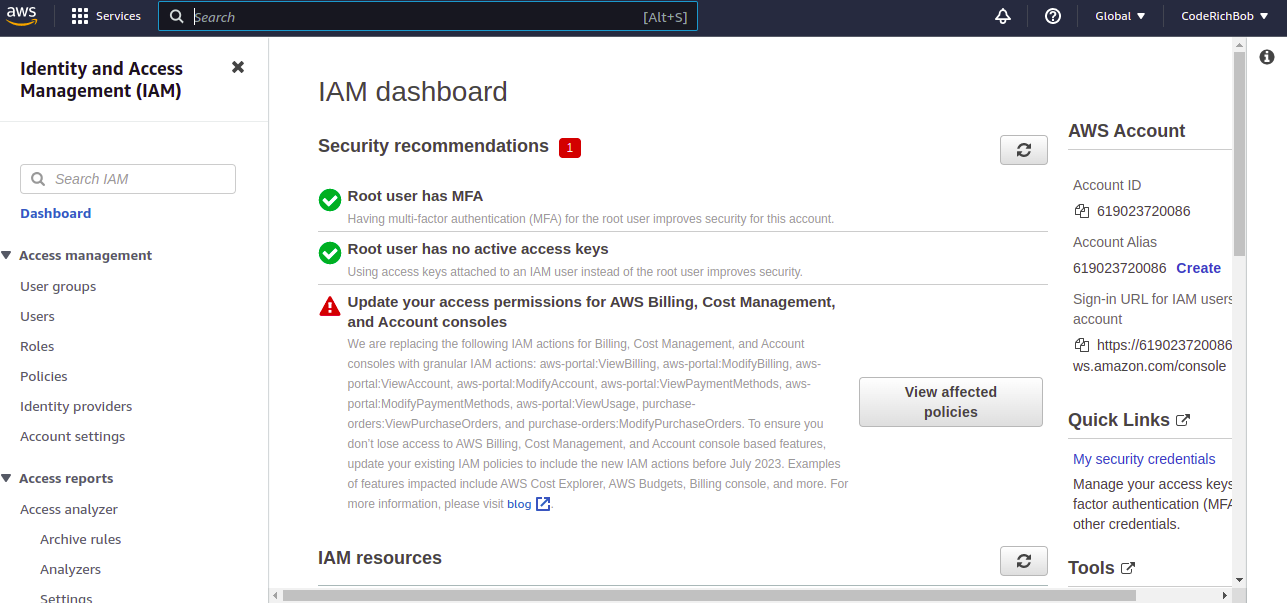 aws
Services
Search
[Alt+S]
Global
CodeRichBob
Identity and Access
Management (IAM)
Search IAM
Dashboard
Access management
User groups
Users
Roles
Policies
Identity providers
Account settings
Access reports
Access analyzer
Archive rules
Analyzers
Settings
IAM dashboard
Security recommendations 1
Root user has MFA
Having multi-factor authentication (MFA) for the root user improves security for this account.
Root user has no active access keys
Using access keys attached to an IAM user instead of the root user improves security.
Update your access permissions for AWS Billing, Cost Management,
and Account consoles
We are replacing the following IAM actions for Billing, Cost Management, and Account
consoles with granular IAM actions: aws-portal:ViewBilling, aws-portal:ModifyBilling, aws-
portal:ViewAccount, aws-portal:ModifyAccount, aws-portal:ViewPaymentMethods, aws-
portal:ModifyPaymentMethods, aws-portal:ViewUsage, purchase-
orders:ViewPurchaseOrders, and purchase-orders:ModifyPurchaseOrders. To ensure you
don't lose access to AWS Billing, Cost Management, and Account console based features,
update your existing IAM policies to include the new IAM actions before July 2023. Examples
of features impacted include AWS Cost Explorer, AWS Budgets, Billing console, and more. For
more information, please visit blog.
View affected
policies
IAM resources
AWS Account
Account ID
619023720086
Account Alias
619023720086 Create
Sign-in URL for IAM users
account
https://619023720086
ws.amazon.com/console
Quick Links
My security credentials
Manage your access keys
factor authentication (MFA
other credentials.
Tools